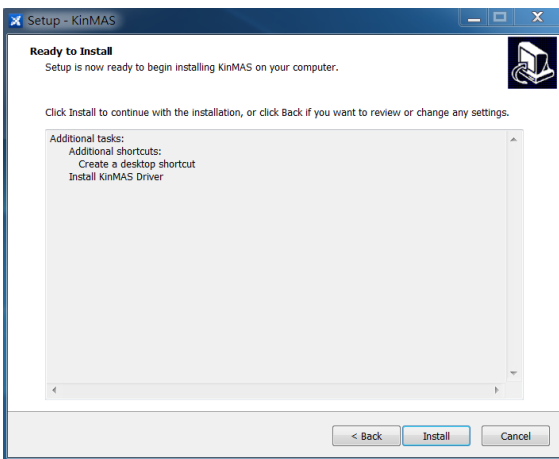 Setup - KinMAS
Ready to Install
Setup is now ready to begin installing KinMAS on your computer.
Click Install to continue with the installation, or click Back if you want to review or change any settings.
Additional tasks:
Additional shortcuts:
Create a desktop shortcut
Install KinMAS Driver
< Back
Install
Cancel